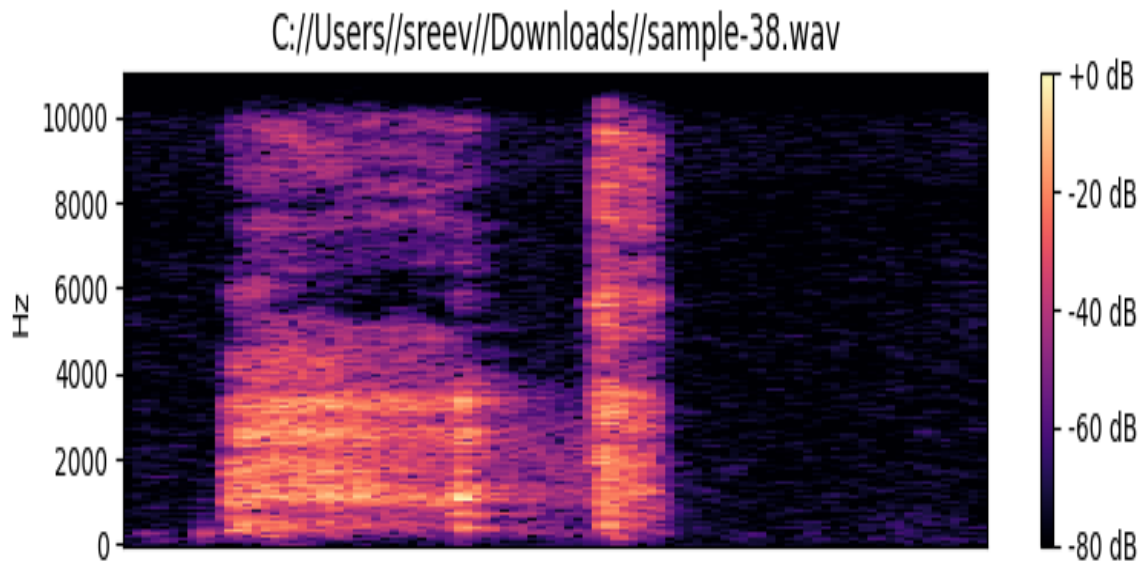 C://Users//sreev//Downloads//sample-38.wav
+0 dB
10000
8000
-20 dB
6000
Hz
-40 dB
4000
-60 dB
2000
0
-80 dB